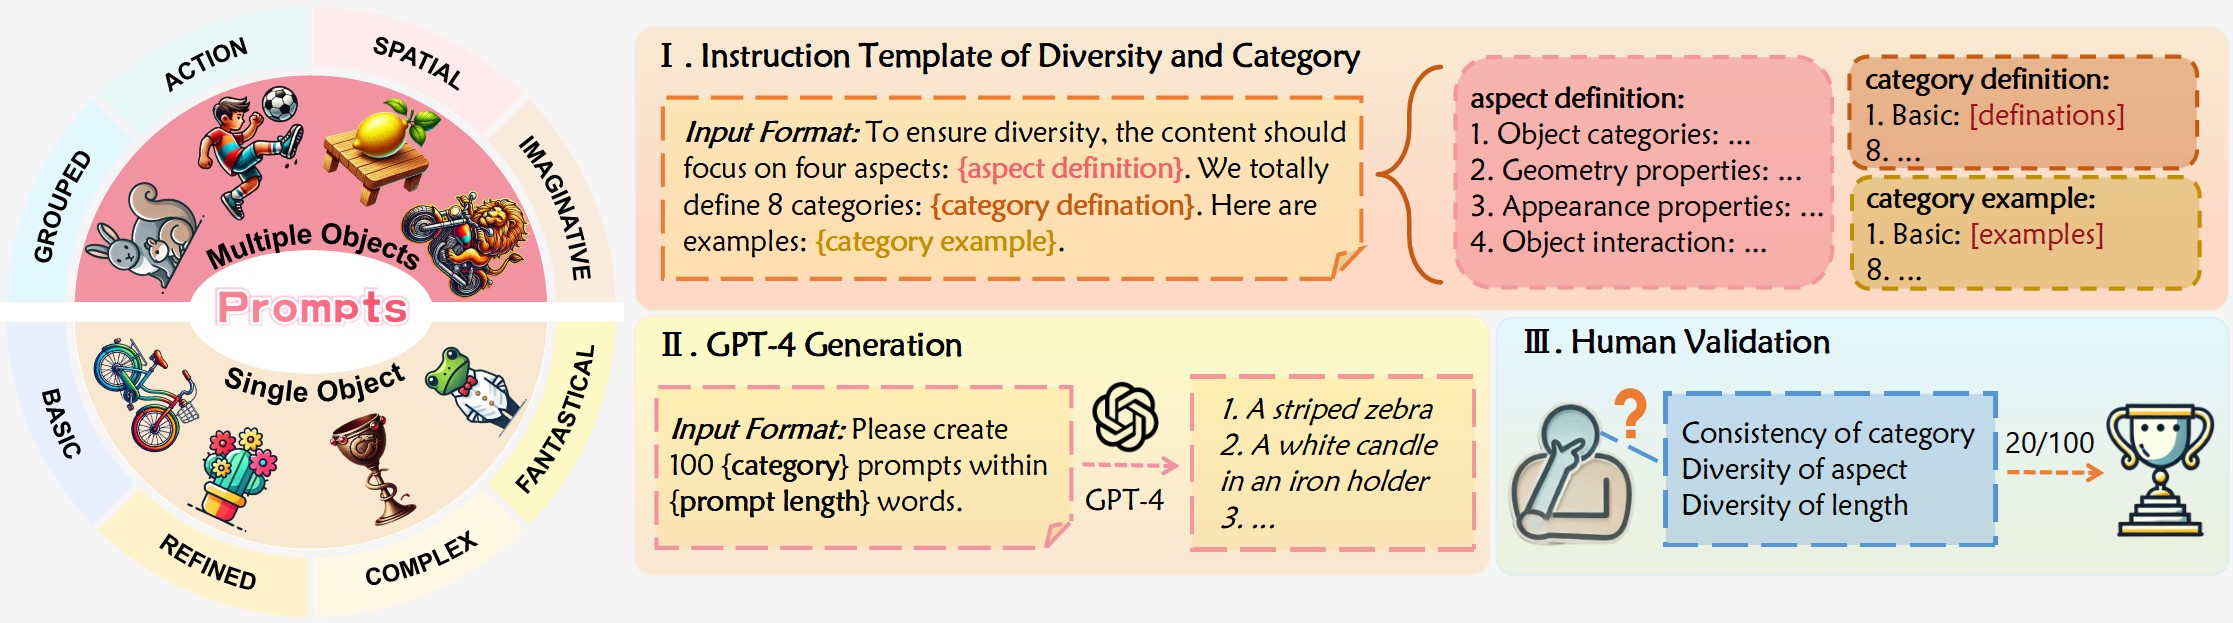 GROUPED
ACTION
SPATIAL
IMAGINATIVE
Multiple Objects
Prompts
Single Object
BASIC
REFINED
COMPLEX
FANTASTICAL
Ⅰ. Instruction Template of Diversity and Category
Input Format: To ensure diversity, the content should
focus on four aspects: {aspect definition}. We totally
define 8 categories: {category defination}. Here are
examples: {category example}.
aspect definition:
1. Object categories: ...
2. Geometry properties: ...
3. Appearance properties: ...
4. Object interaction: ...
category definition:
1. Basic: [definations]
8. ...
category example:
1. Basic: [examples]
8. ...
Ⅱ. GPT-4 Generation
Input Format: Please create
100 {category} prompts within
{prompt length} words.
GPT-4
1. A striped zebra
2. A white candle
in an iron holder
3. ...
Ⅲ. Human Validation
?
Consistency of category
Diversity of aspect
Diversity of length
20/100